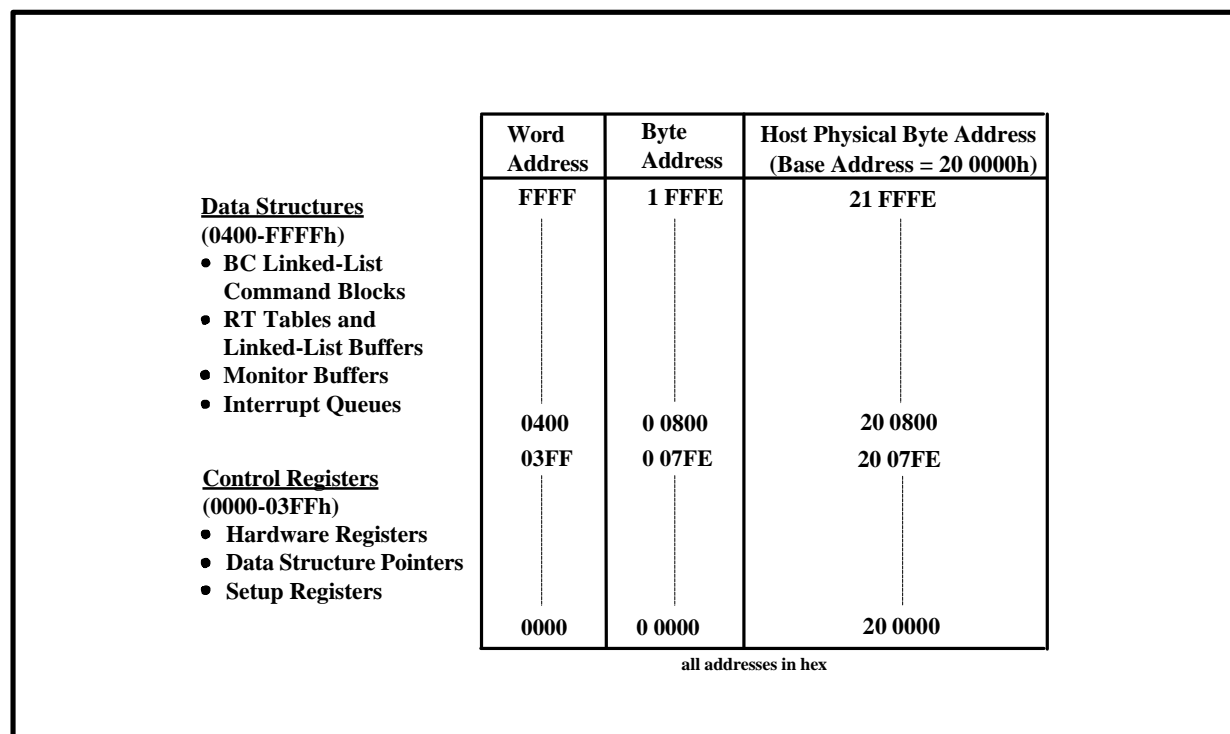 Word Address
Byte Address
Host Physical Byte Address
(Base Address = 20 0000h)
FFFF
1 FFFE
21 FFFE
Data Structures
(0400-FFFFh)
• BC Linked-List
Command Blocks
• RT Tables and
Linked-List Buffers
• Monitor Buffers
• Interrupt Queues
0400
0 0800
20 0800
03FF
0 07FE
20 07FE
Control Registers
(0000-03FFh)
• Hardware Registers
• Data Structure Pointers
• Setup Registers
0000
0 0000
20 0000
all addresses in hex